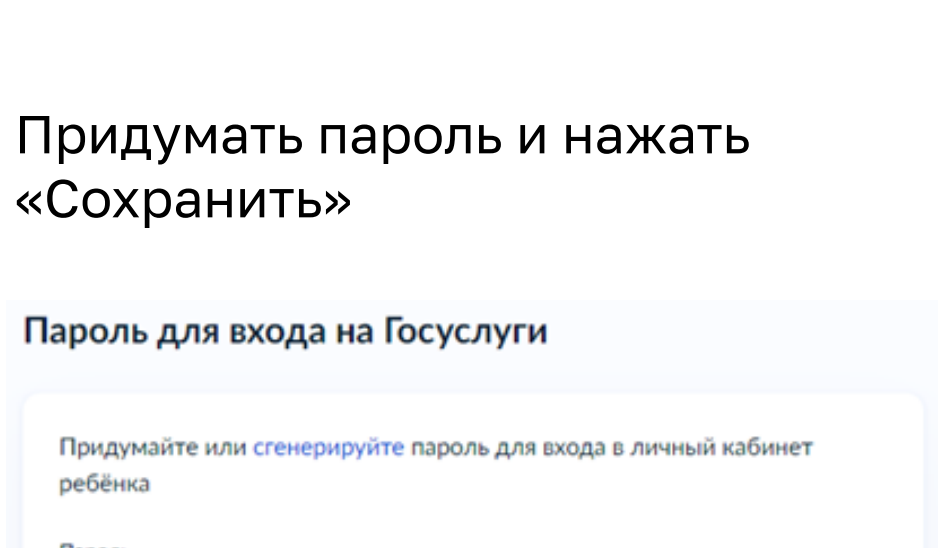 Придумать пароль и нажать
«Сохранить»
Пароль для входа на Госуслуги
Придумайте или сгенерируйте пароль для входа в личный кабинет
ребёнка